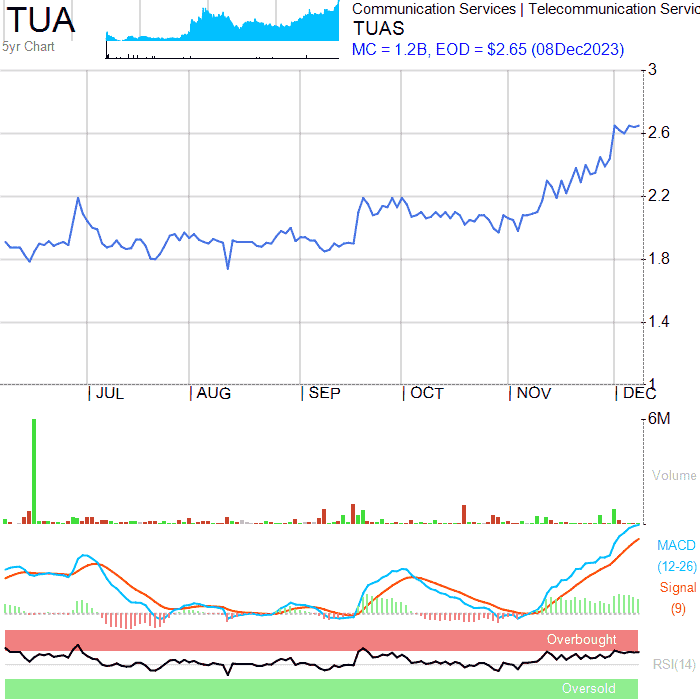 TUA
5yr Chart
Communication Services | Telecommunication Servic
TUAS
MC = 1.2B, EOD = $2.65 (08Dec2023)
3
2.6
2.2
1.8
1.4
1
| JUL | AUG | SEP | OCT | NOV | DEC
6M
Volume
MACD
(12-26)
Signal
(9)
Overbought
RSI(14)
Oversold